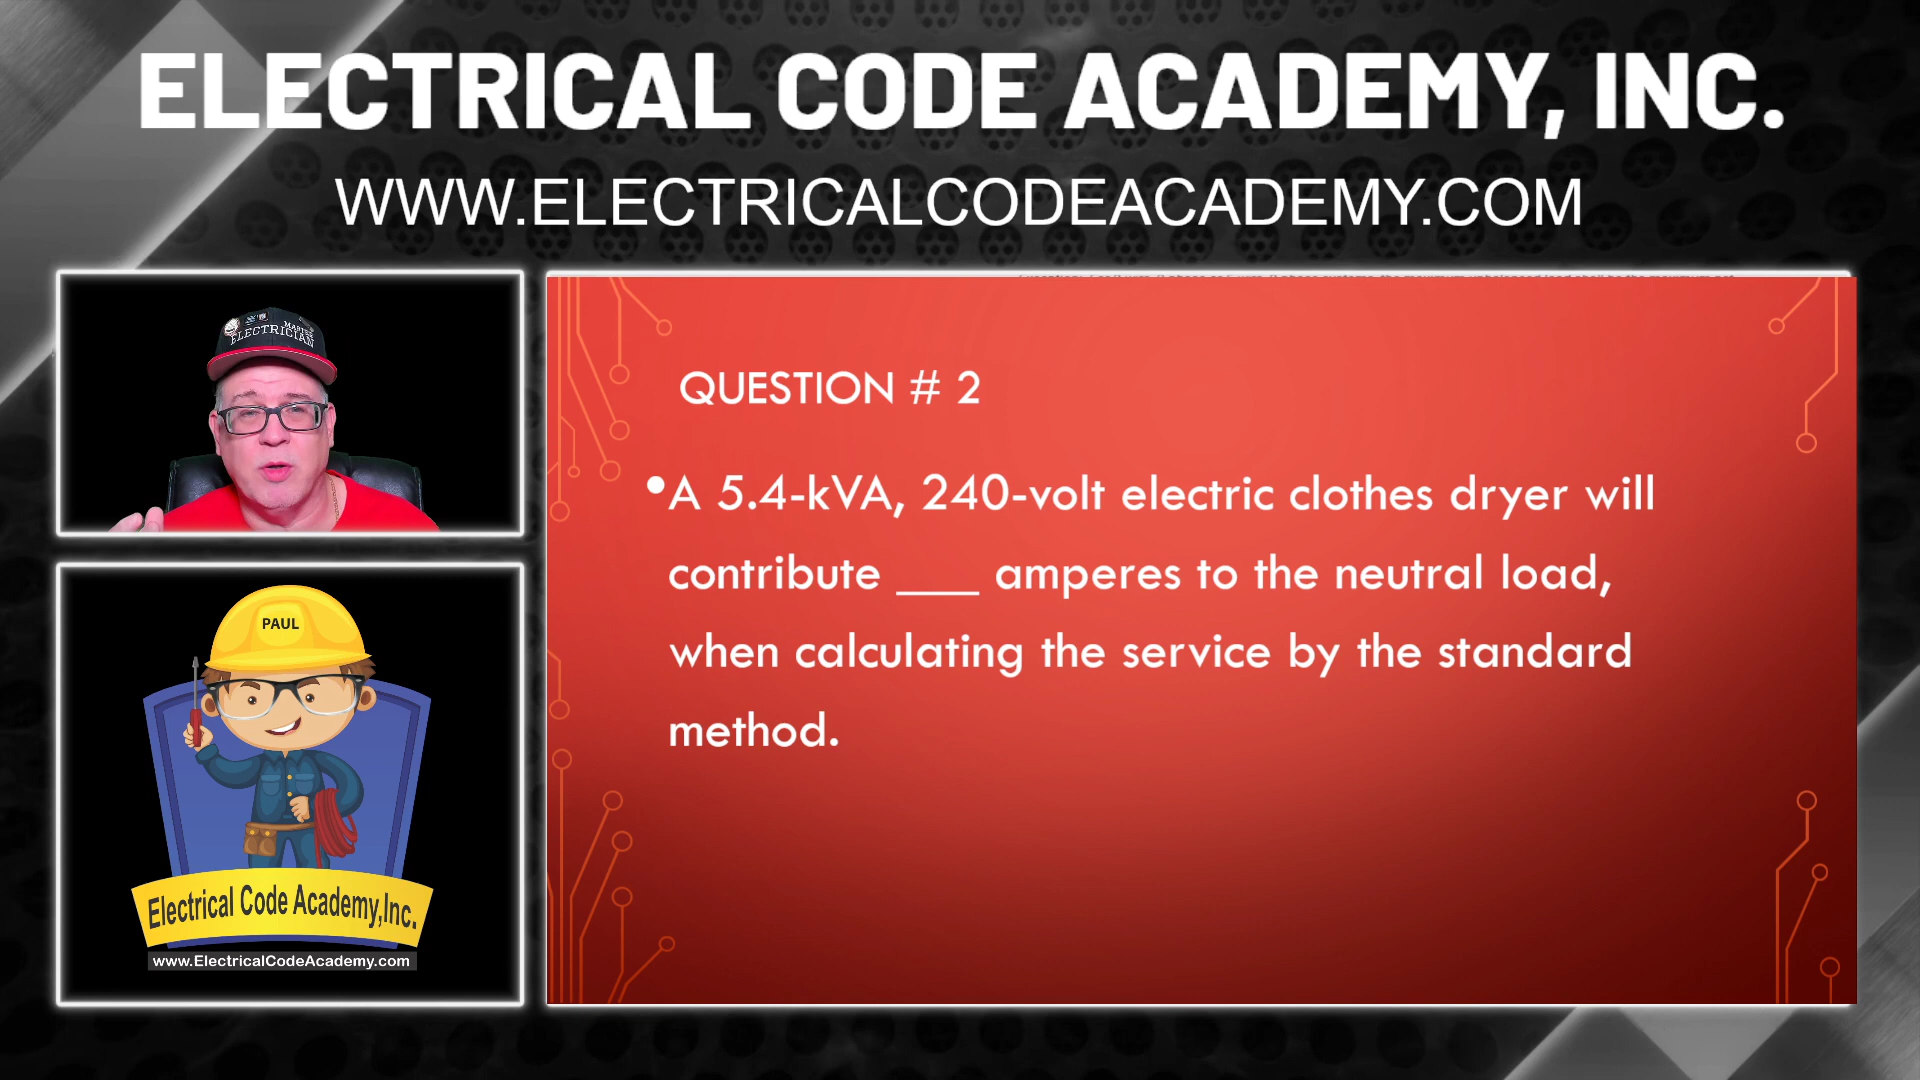 ELECTRICAL CODE ACADEMY, INC.
WWW.ELECTRICALCODEACADEMY.COM
MASTER
ELECTRICIAN
QUESTION # 2
•A 5.4-kVA, 240-volt electric clothes dryer will
contribute ____ amperes to the neutral load,
when calculating the service by the standard
method.
PAUL
Electrical Code Academy,Inc.
www.ElectricalCodeAcademy.com